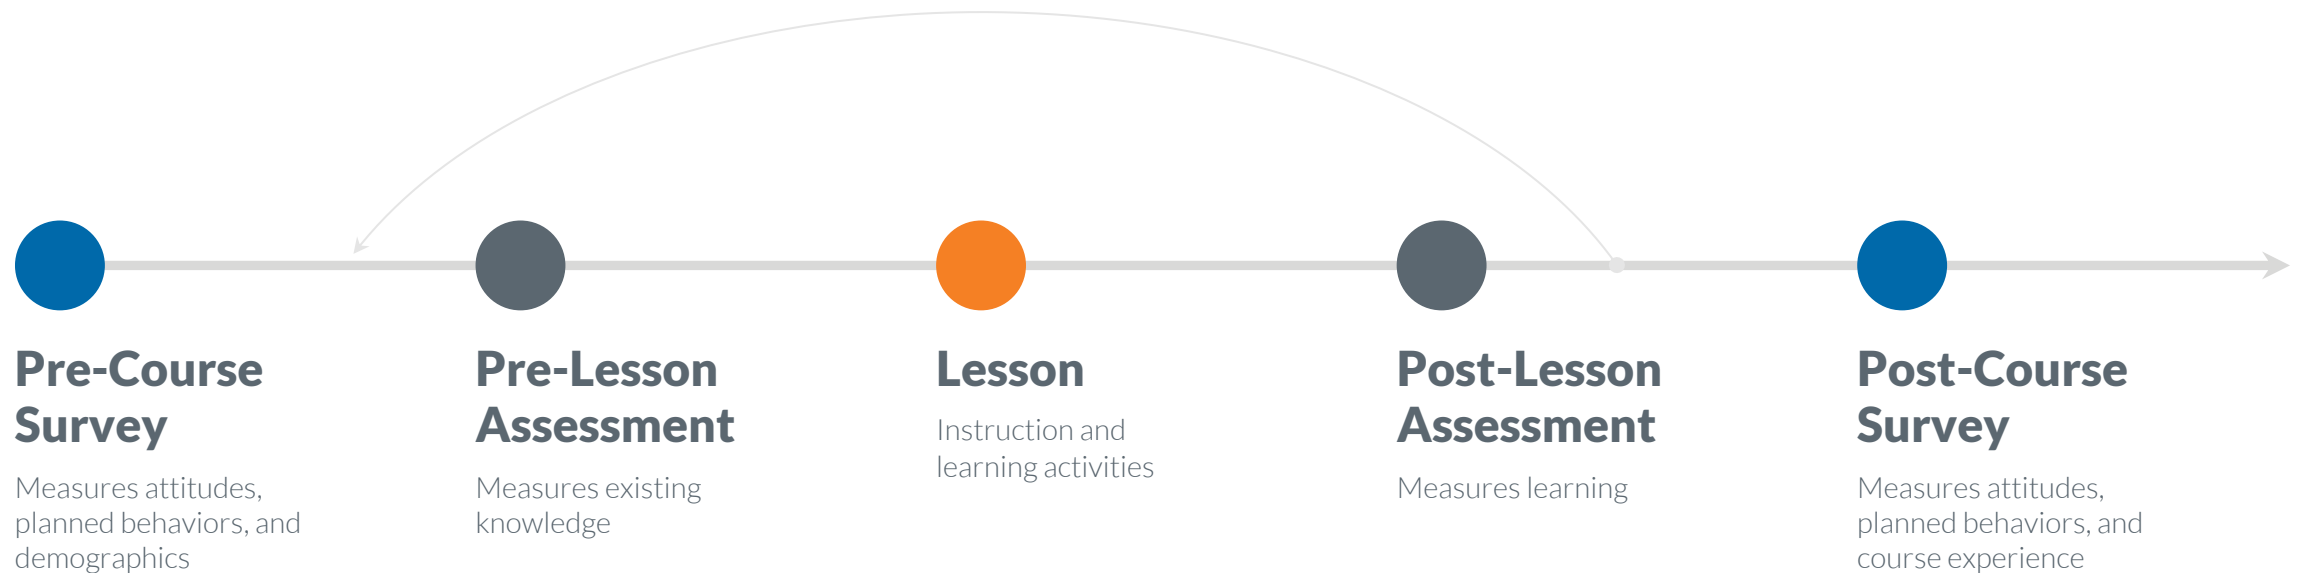 Pre-Course
Survey
Measures attitudes,
planned behaviors, and
demographics
Pre-Lesson
Assessment
Measures existing
knowledge
Lesson
Instruction and
learning activities
Post-Lesson
Assessment
Measures learning
Post-Course
Survey
Measures attitudes,
planned behaviors, and
course experience